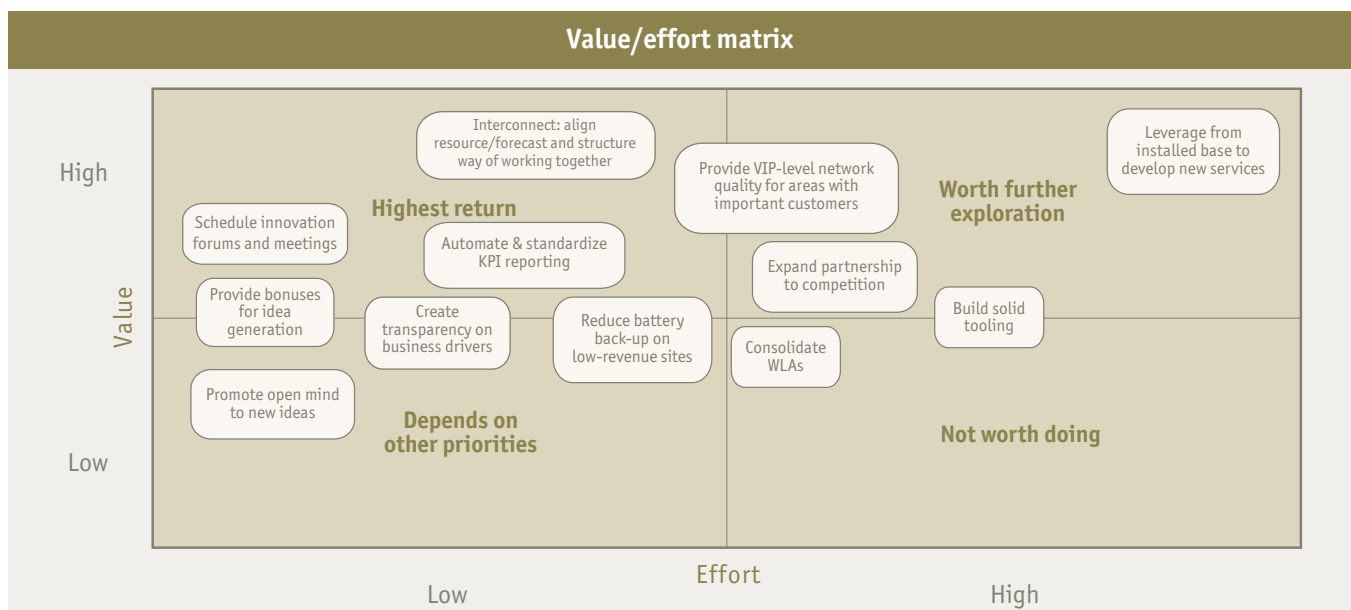 Value/effort matrix
High
Value
Low
Interconnect: align
resource/forecast and structure
way of working together
Highest return
Schedule innovation
forums and meetings
Automate & standardize
KPI reporting
Provide bonuses
for idea
generation
Create
transparency on
business drivers
Reduce battery
back-up on
low-revenue sites
Promote open mind
to new ideas
Depends on
other priorities
Provide VIP-level network
quality for areas with
important customers
Worth further
exploration
Leverage from
installed base to
develop new services
Expand partnership
to competition
Build solid
tooling
Consolidate
WLAs
Not worth doing
Effort
Low
High